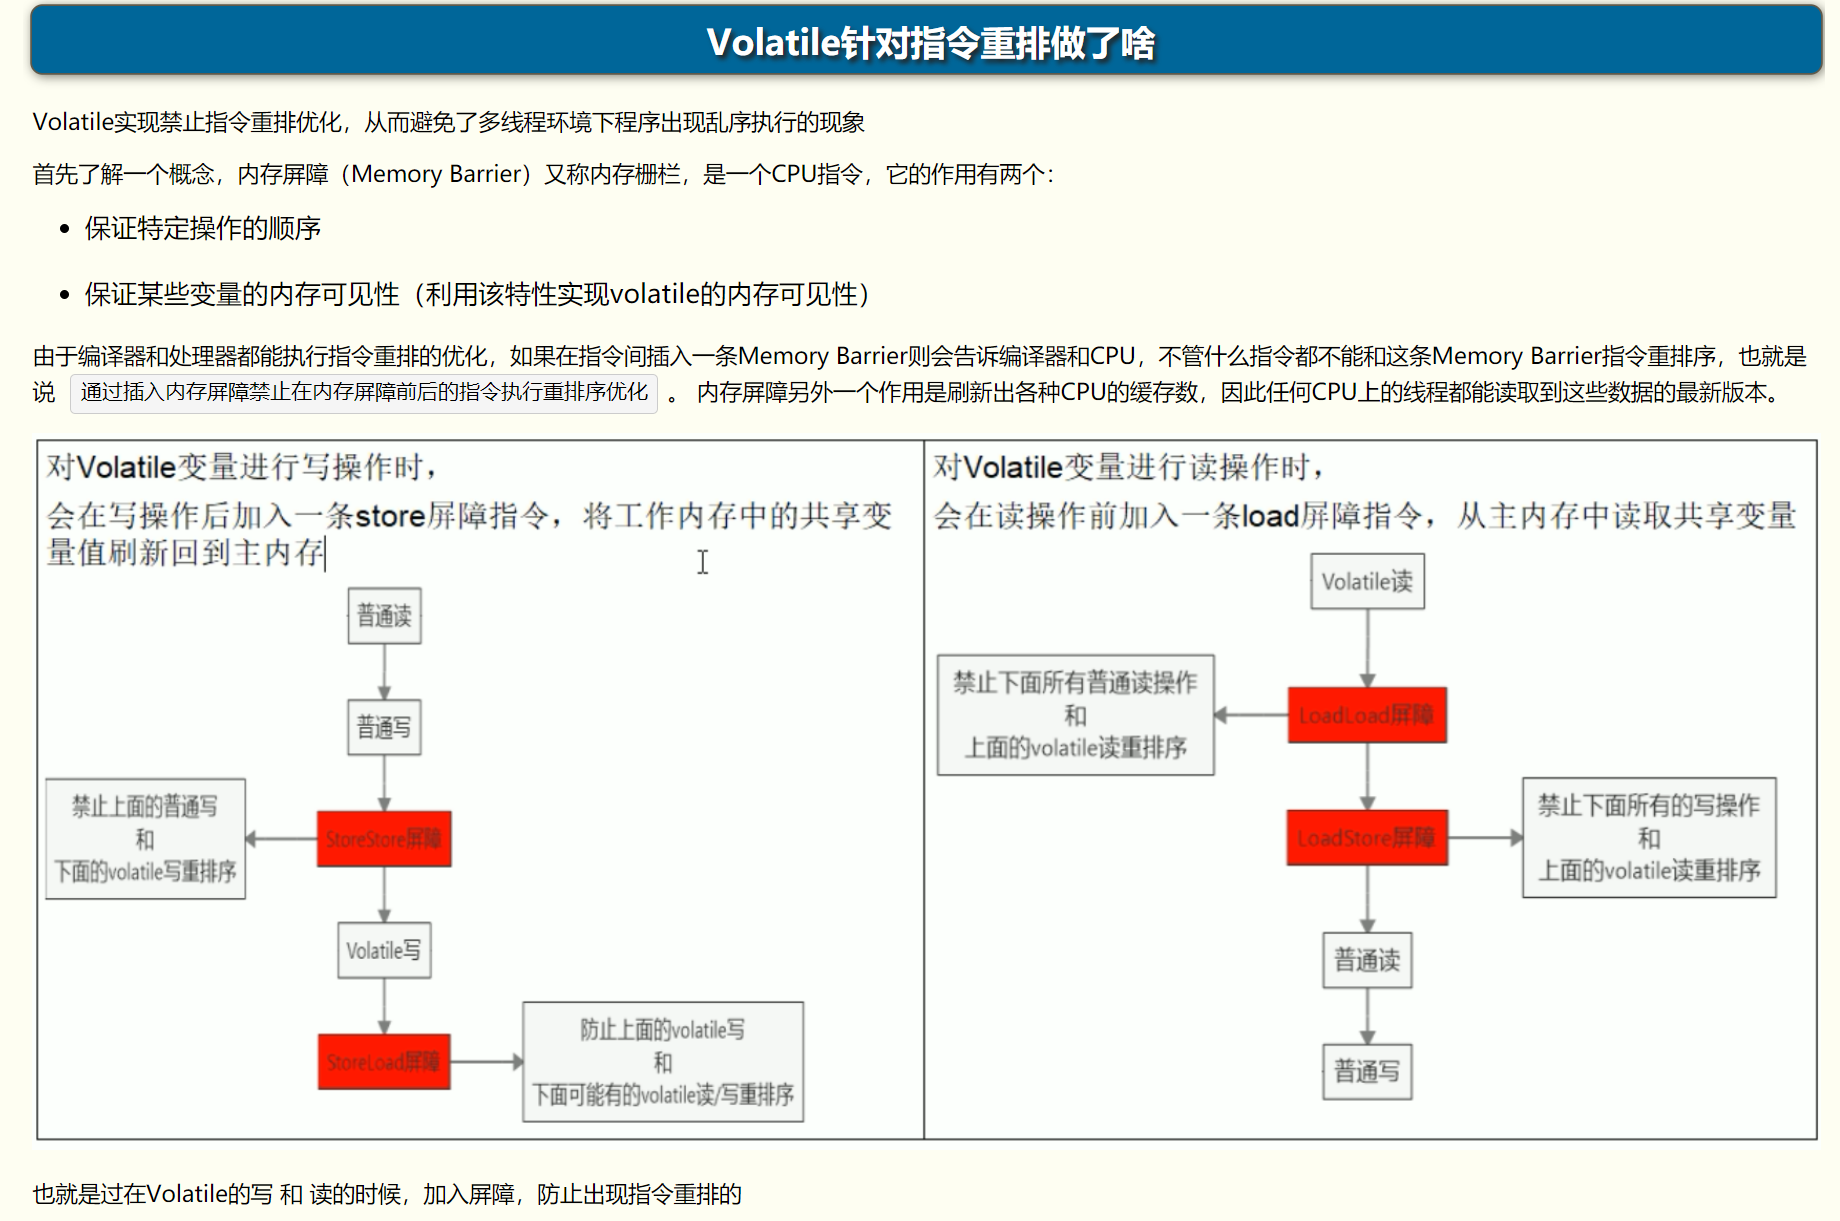 Volatile针对指令重排做了啥
Volatile实现禁止指令重排优化，从而避免了多线程环境下程序出现乱序执行的现象
首先了解一个概念，内存屏障（Memory Barrier）又称内存栅栏，是一个CPU指令，它的作用有两个：
• 保证特定操作的顺序
• 保证某些变量的内存可见性（利用该特性实现volatile的内存可见性）
由于编译器和处理器都能执行指令重排的优化，如果在指令间插入一条Memory Barrier则会告诉编译器和CPU，不管什么指令都不能和这条Memory Barrier指令重排序，也就是
说 通过插入内存屏障禁止在内存屏障前后的指令执行重排序优化 。 内存屏障另外一个作用是刷新出各种CPU的缓存数，因此任何CPU上的线程都能读取到这些数据的最新版本。
对Volatile变量进行写操作时，
会在写操作后加入一条store屏障指令，将工作内存中的共享变
量值刷新回到主内存
普通读
普通写
StoreStore屏障
禁止上面的普通写
和
下面的volatile写重排序
Volatile写
StoreLoad屏障
防止上面的volatile写
和
下面可能有的volatile读/写重排序
对Volatile变量进行读操作时，
会在读操作前加入一条load屏障指令，从主内存中读取共享变量
Volatile读
LoadLoad屏障
禁止下面所有普通读操作
和
上面的volatile读重排序
LoadStore屏障
禁止下面所有的写操作
和
上面的volatile读重排序
普通读
普通写
也就是过在Volatile的写 和 读的时候，加入屏障，防止出现指令重排的